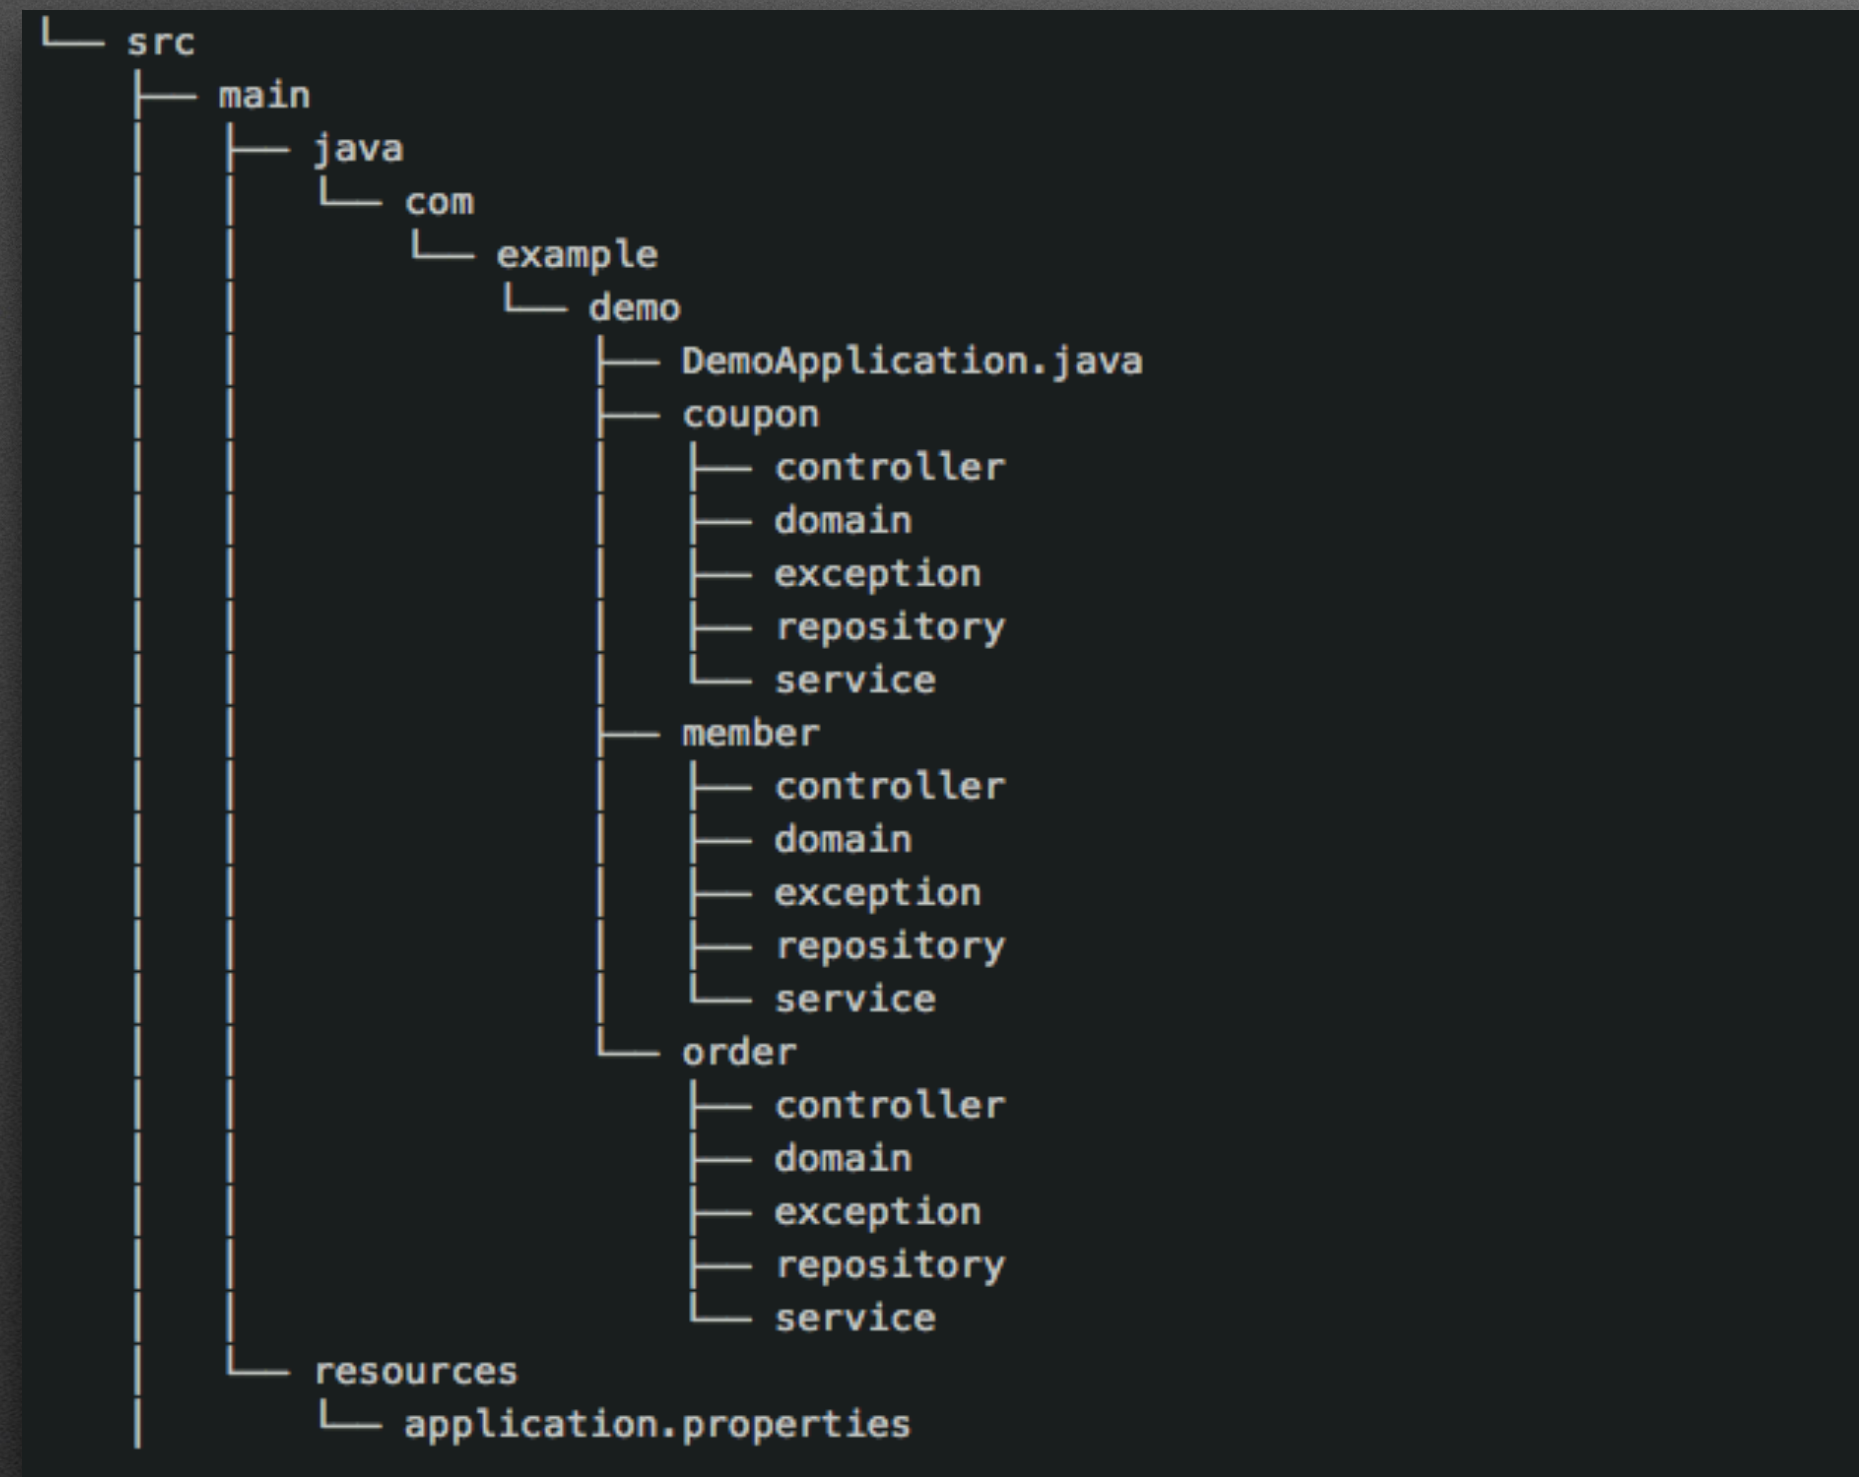 └── src
    ├── main
    │   ├── java
    │   │   └── com
    │   │       └── example
    │   │           └── demo
    │   │               ├── DemoApplication.java
    │   │               ├── coupon
    │   │               │   ├── controller
    │   │               │   ├── domain
    │   │               │   ├── exception
    │   │               │   ├── repository
    │   │               │   └── service
    │   │               ├── member
    │   │               │   ├── controller
    │   │               │   ├── domain
    │   │               │   ├── exception
    │   │               │   ├── repository
    │   │               │   └── service
    │   │               └── order
    │   │                   ├── controller
    │   │                   ├── domain
    │   │                   ├── exception
    │   │                   ├── repository
    │   │                   └── service
    │   └── resources
    │       └── application.properties